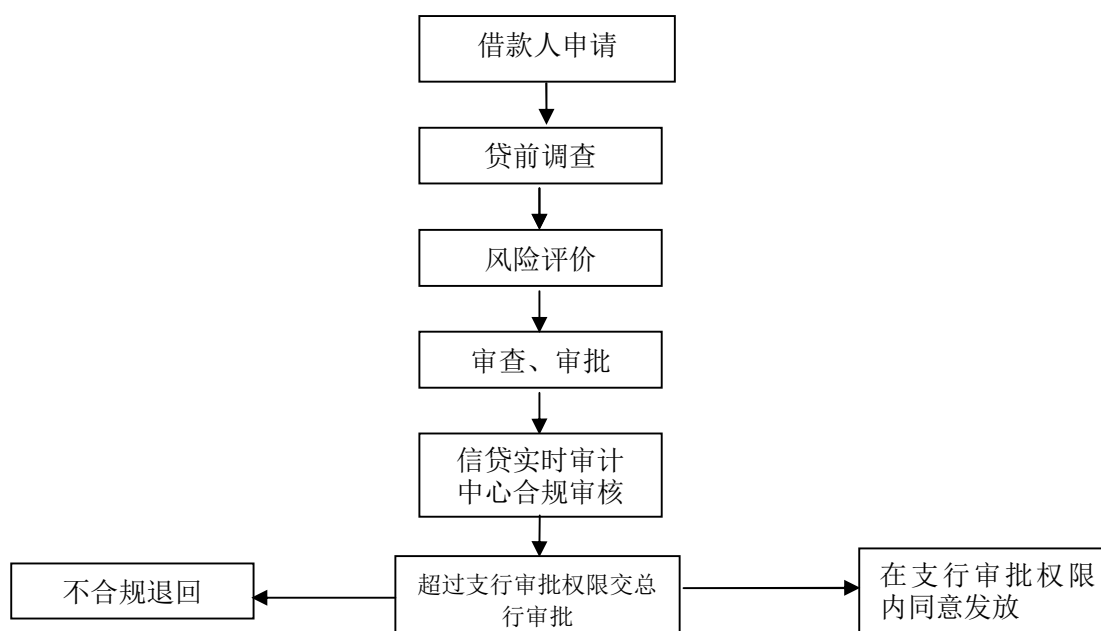 借款人申请
贷前调查
风险评价
审查、审批
信贷实时审计
中心合规审核
不合规退回
超过支行审批权限交总
行审批
在支行审批权限
内同意发放